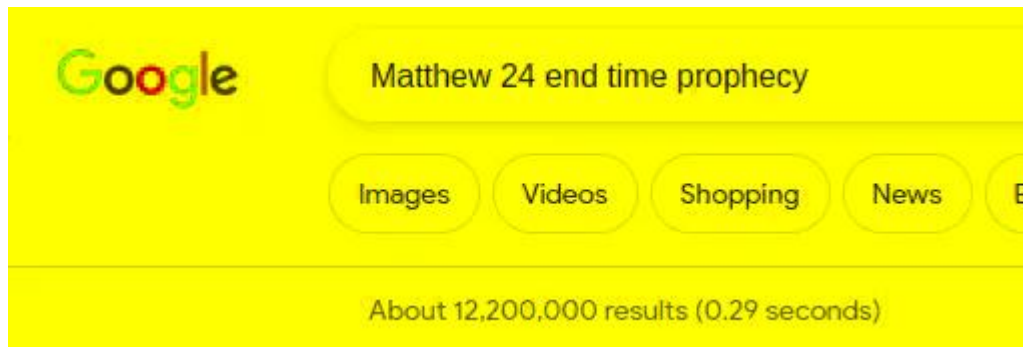 Google
Matthew 24 end time prophecy
Images Videos Shopping News
About 12,200,000 results (0.29 seconds)